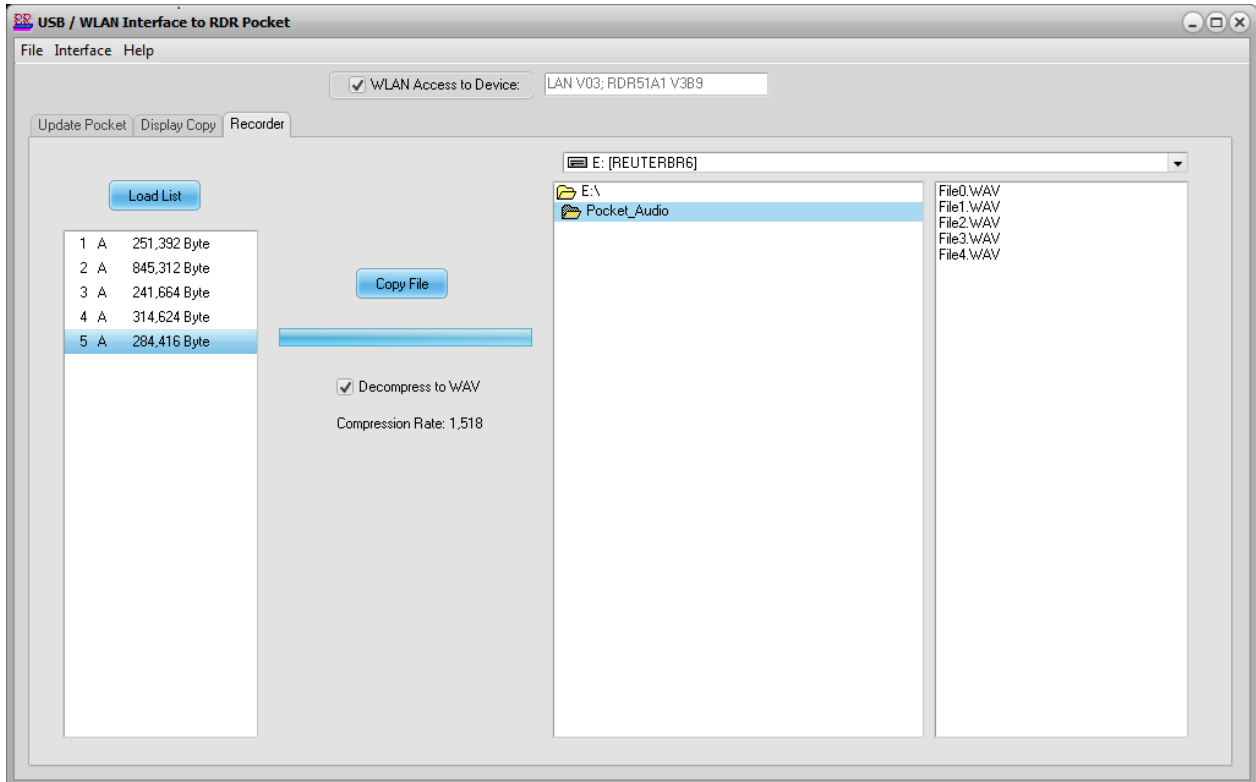 USB / WLAN Interface to RDR Pocket
File Interface Help
WLAN Access to Device: LAN V03; RDR51A1 V3B9
Update Pocket Display Copy Recorder
E: [REUTERBR6]
Load List
E:\
Pocket_Audio
File0.WAV
File1.WAV
File2.WAV
File3.WAV
File4.WAV
1 A 251,392 Byte
2 A 845,312 Byte
3 A 241,664 Byte
4 A 314,624 Byte
5 A 284,416 Byte
Copy File
Decompress to WAV
Compression Rate: 1,518